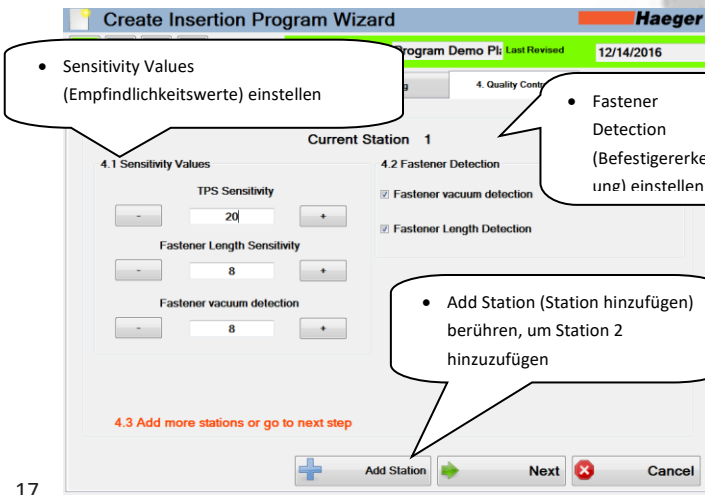 Create Insertion Program Wizard
Haeger
Program Demo Pl
Last Revised
12/14/2016
• Sensitivity Values
(Empfindlichkeitswerte) einstellen
4. Quality Cont
• Fastener
Detection
(Befestigererke
ung) einstellen
Current Station 1
4.1 Sensitivity Values
4.2 Fastener Detection
TPS Sensitivity
Fastener vacuum detection
- 20 +
Fastener Length Detection
Fastener Length Sensitivity
- 8 +
Fastener vacuum detection
- 8 +
• Add Station (Station hinzufügen)
berühren, um Station 2
hinzuzufügen
4.3 Add more stations or go to next step
Add Station
Next
Cancel
17